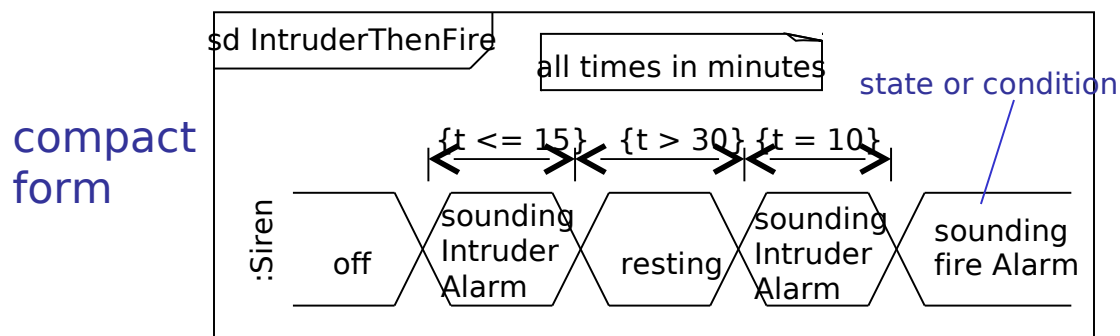 sd IntruderThenFire
all times in minutes
state or condition
compact
form
{t <= 15}
{t > 30}
{t = 10}
:Siren
off
sounding
Intruder
Alarm
resting
sounding
Intruder
Alarm
sounding
fire Alarm